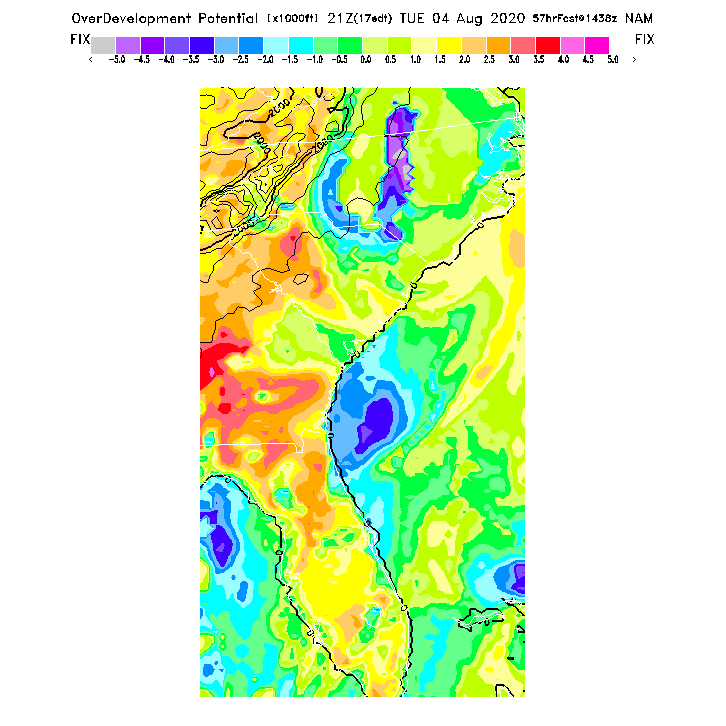 OverDevelopment Potential [x1000ft] 21Z(17edt) TUE 04 Aug 2020 57hrFcst@1438z NAM
FIX FIX
< -5.0 -4.5 -4.0 -3.5 -3.0 -2.5 -2.0 -1.5 -1.0 -0.5 0.0 0.5 1.0 1.5 2.0 2.5 3.0 3.5 4.0 4.5 5.0 >
2000
2000